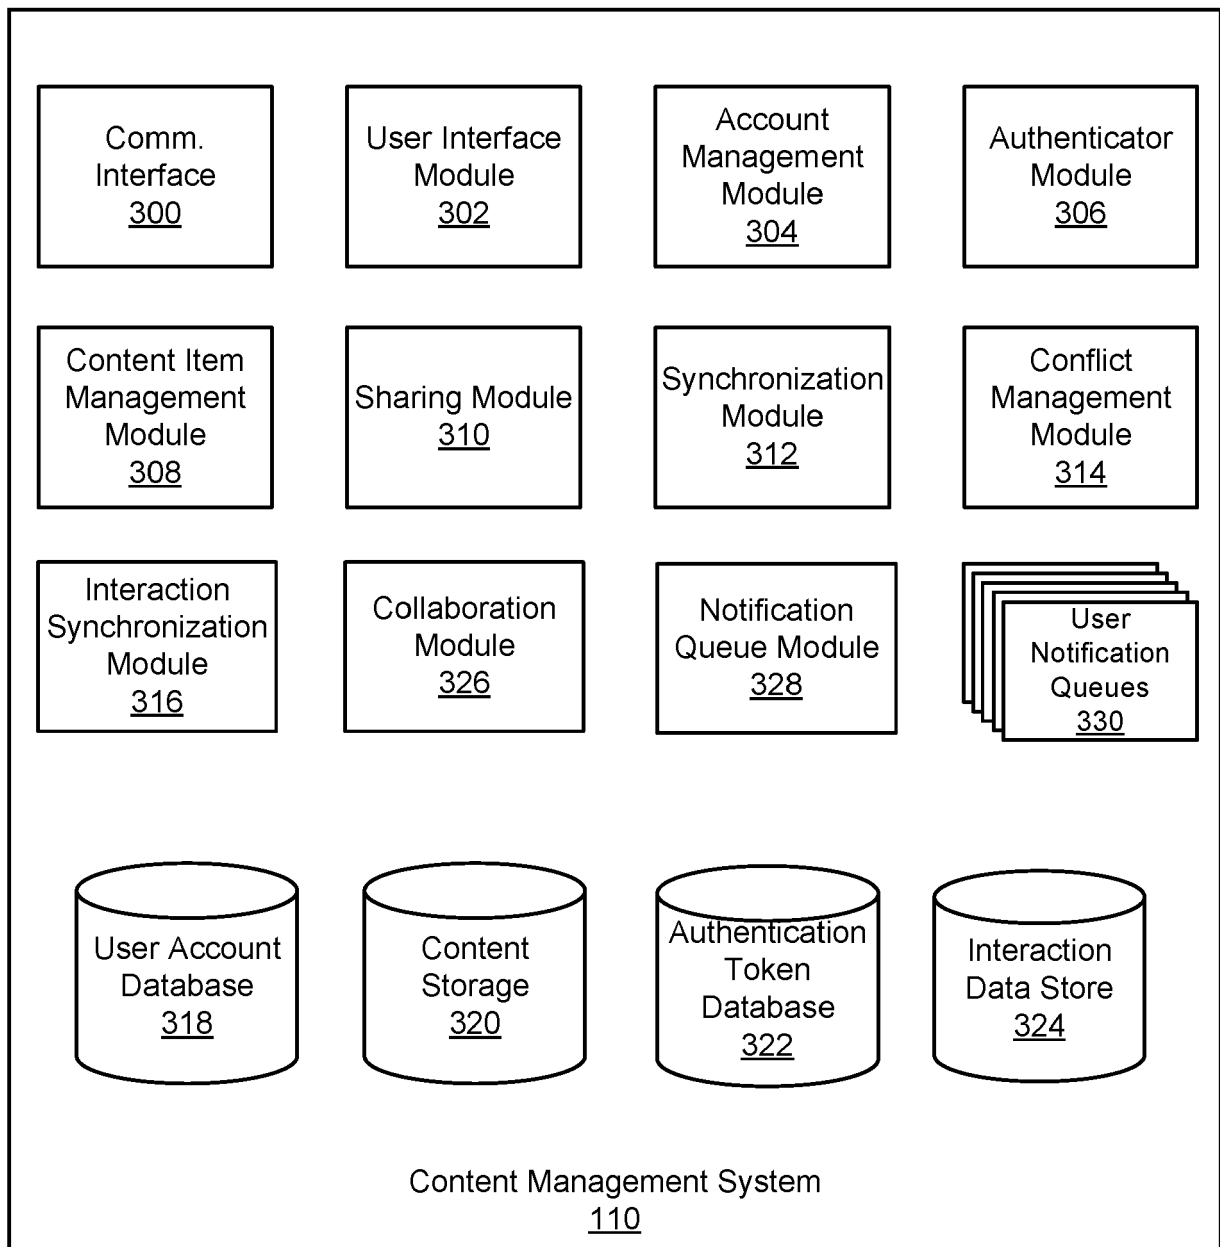 Comm.
Interface
300
User Interface
Module
302
Account
Management
Module
304
Authenticator
Module
306
Content Item
Management
Module
308
Sharing Module
310
Synchronization
Module
312
Conflict
Management
Module
314
Interaction
Synchronization
Module
316
Collaboration
Module
326
Notification
Queue Module
328
User
Notification
Queues
330
User Account
Database
318
Content
Storage
320
Authentication
Token
Database
322
Interaction
Data Store
324
Content Management System
110